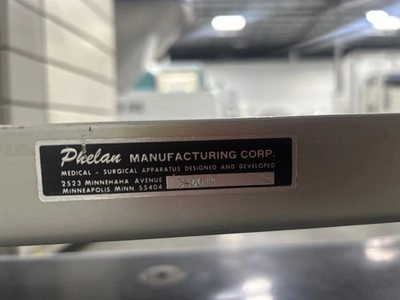 Phelan MANUFACTURING CORP.
MEDICAL - SURGICAL APPARATUS DESIGNED AND DEVELOPED
2523 MINNEHAHA AVENUE
MINNEAPOLIS MINN 55404